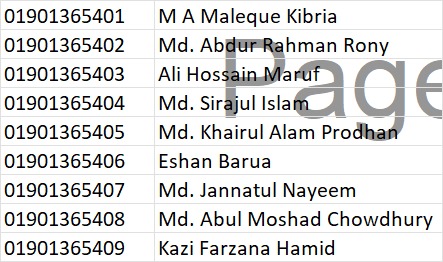 01901365401 M A Maleque Kibria
01901365402 Md. Abdur Rahman Rony
01901365403 Ali Hossain Maruf
01901365404 Md. Sirajul Islam
01901365405 Md. Khairul Alam Prodhan
01901365406 Eshan Barua
01901365407 Md. Jannatul Nayeem
01901365408 Md. Abul Moshad Chowdhury
01901365409 Kazi Farzana Hamid
Page